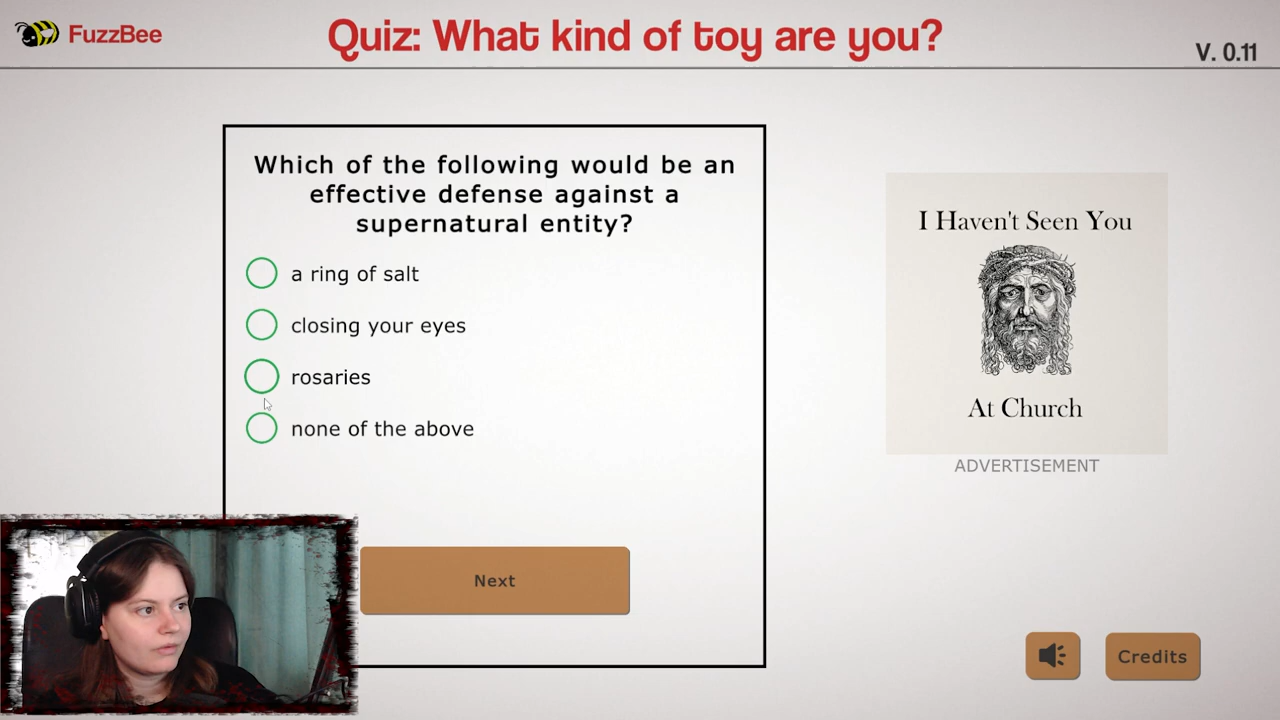 FuzzBee
Quiz: What kind of toy are you?
V. 0.11
Which of the following would be an
effective defense against a
supernatural entity?
a ring of salt
closing your eyes
rosaries
none of the above
Next
I Haven't Seen You
At Church
ADVERTISEMENT
Credits